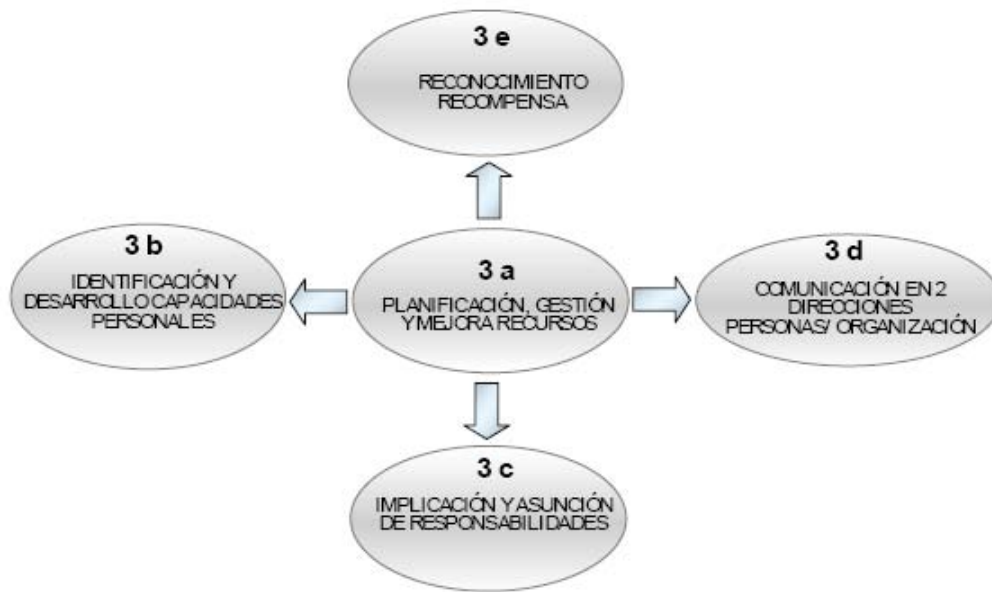 3 e
RECONOCIMIENTO
RECOMPENSA
3 b
IDENTIFICACIÓN Y
DESARROLLO CAPACIDADES
PERSONALES
3 a
PLANIFICACIÓN, GESTIÓN
Y MEJORA RECURSOS
3 d
COMUNICACIÓN EN 2
DIRECCIONES
PERSONAS/ ORGANIZACIÓN
3 c
IMPLICACIÓN Y ASUNCIÓN
DE RESPONSABILIDADES